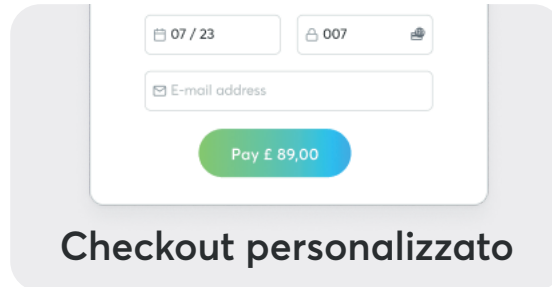 07 / 23
007
E-mail address
Pay £ 89,00
Checkout personalizzato